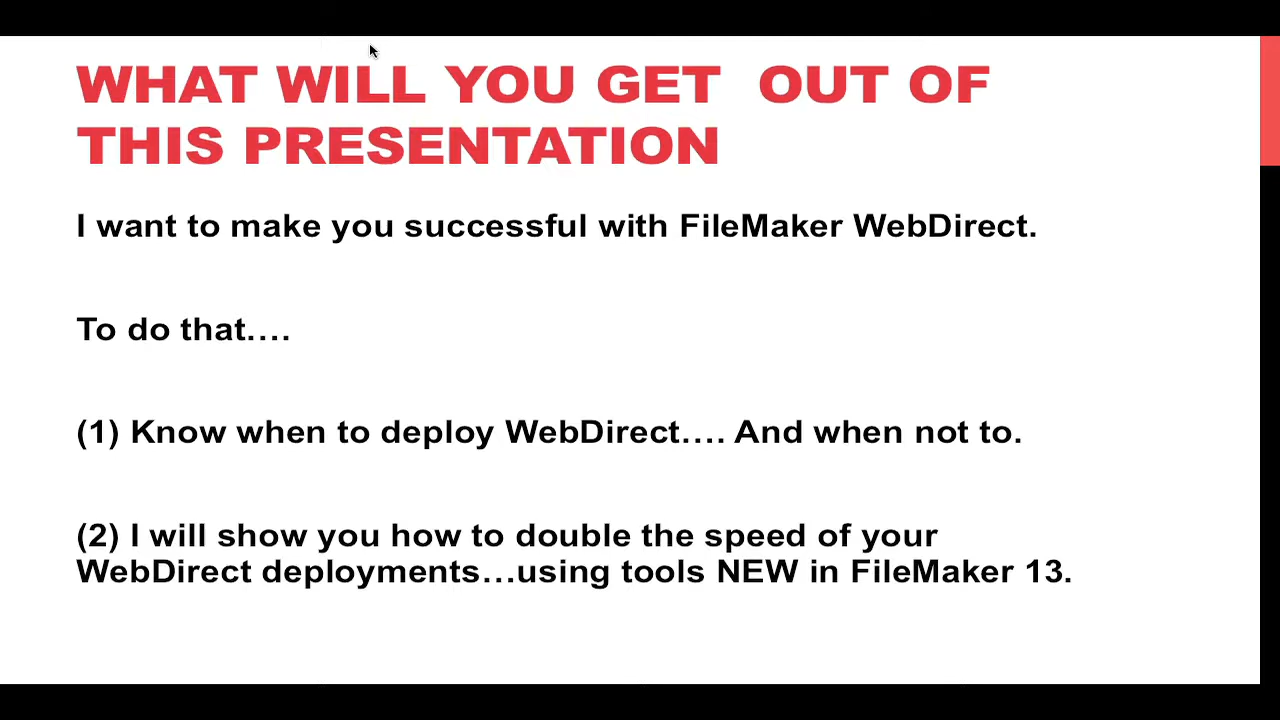 WHAT WILL YOU GET  OUT OF
THIS PRESENTATION
I want to make you successful with FileMaker WebDirect.
To do that….
(1) Know when to deploy WebDirect…. And when not to.
(2) I will show you how to double the speed of your
WebDirect deployments…using tools NEW in FileMaker 13.